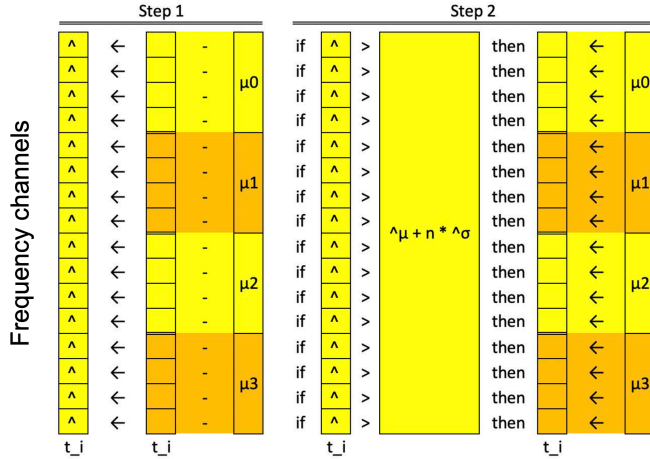 Step 1 Step 2
Frequency channels
^ ← - if ^ > then ←
^ ← - if ^ > then ←
μ0 μ0
^ ← - if ^ > then ←
^ ← - if ^ > then ←
^ ← - if ^ > then ←
^ ← - if ^ > then ←
μ1 μ1
^ ← - if ^ > then ←
^ ← - if ^ > then ←
^μ + n * ^σ
^ ← - if ^ > then ←
^ ← - if ^ > then ←
μ2 μ2
^ ← - if ^ > then ←
^ ← - if ^ > then ←
^ ← - if ^ > then ←
^ ← - if ^ > then ←
μ3 μ3
^ ← - if ^ > then ←
^ ← - if ^ > then ←
t_i t_i t_i t_i